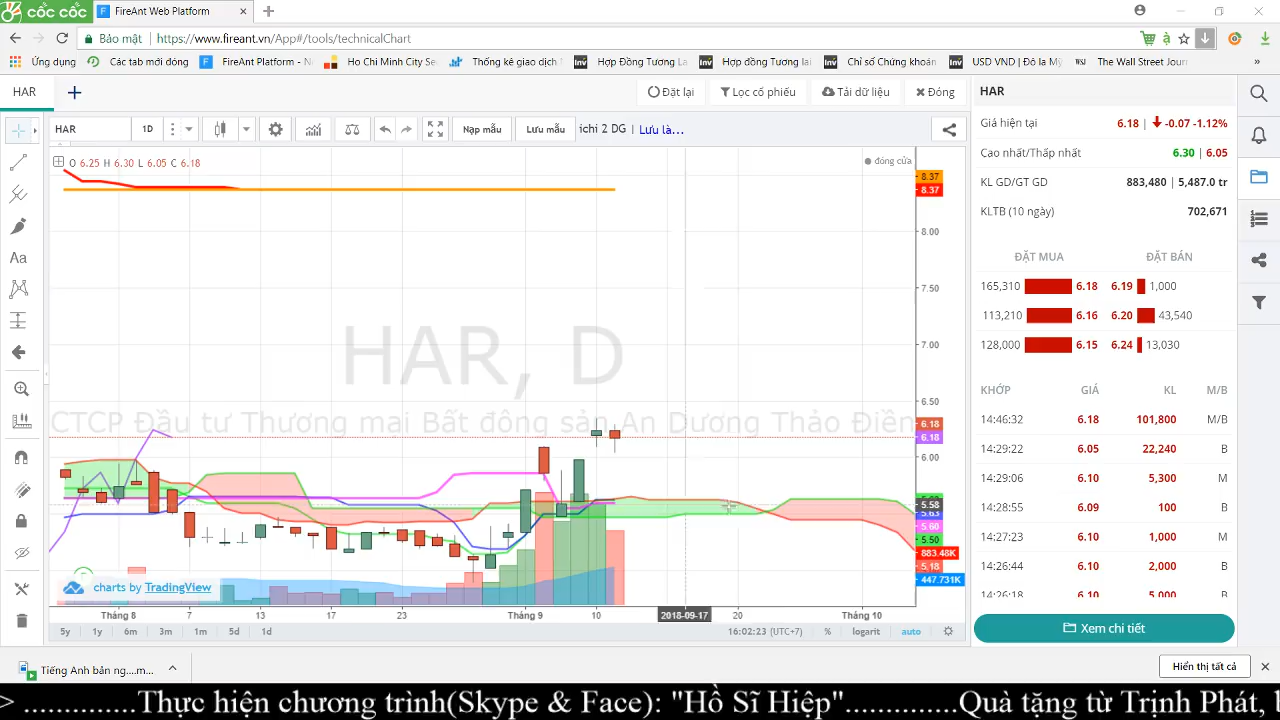 cốc cốc
FireAnt Web Platform
Bảo mật | https://www.fireant.vn/App#/tools/technicalChart
Ứng dụng
Các tab mới đóng
FireAnt Platform - N
Ho Chi Minh City Se
Thống kê giao dịch
Hợp Đồng Tương La
Hợp đồng Tương lai
Chỉ số Chứng khoán
USD VND | Đô la Mỹ
The Wall Street Jour
HAR
Đặt lại
Lọc cổ phiếu
Tải dữ liệu
Đóng
HAR
HAR
1D
Nạp mẫu
Lưu mẫu
ichi 2 DG | Lưu là...
O 6.25 H 6.30 L 6.05 C 6.18
đóng cửa
HAR, D
CTCP Đầu tư Thương mại Bất động sản An Dương Thảo Điền
8.37
8.37
8.00
7.50
7.00
6.50
6.18
6.18
6.00
5.58
5.63
5.60
5.50
883.48K
5.18
447.731K
charts by TradingView
Tháng 8
7
13
17
23
Tháng 9
10
2018-09-17
20
Tháng 10
5y
1y
6m
3m
1m
5d
1d
16:02:23 (UTC+7)
%
logarit
auto
Giá hiện tại
6.18 | -0.07 -1.12%
Cao nhất/Thấp nhất
6.30 | 6.05
KL GD/GT GD
883,480 | 5,487.0 tr
KLTB (10 ngày)
702,671
ĐẶT MUA
ĐẶT BÁN
165,310 6.18 6.19 1,000
113,210 6.16 6.20 43,540
128,000 6.15 6.24 13,030
KHỚP GIÁ KL M/B
14:46:32 6.18 101,800 M/B
14:29:22 6.05 22,240 B
14:29:06 6.10 5,300 M
14:28:55 6.09 100 B
14:27:23 6.10 1,000 M
14:26:44 6.10 2,000 B
14:26:18 6.10 5,000 B
Xem chi tiết
Tiếng Anh bản ng....m...
Hiển thị tất cả
> ..............Thực hiện chương trình(Skype & Face): "Hồ Sĩ Hiệp"..............Quà tặng từ Trịnh Phát,